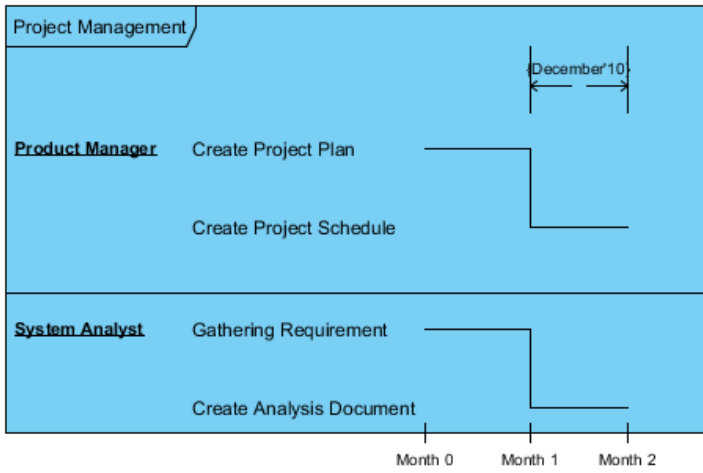 Project Management
{December'10}
Product Manager
Create Project Plan
Create Project Schedule
System Analyst
Gathering Requirement
Create Analysis Document
Month 0
Month 1
Month 2